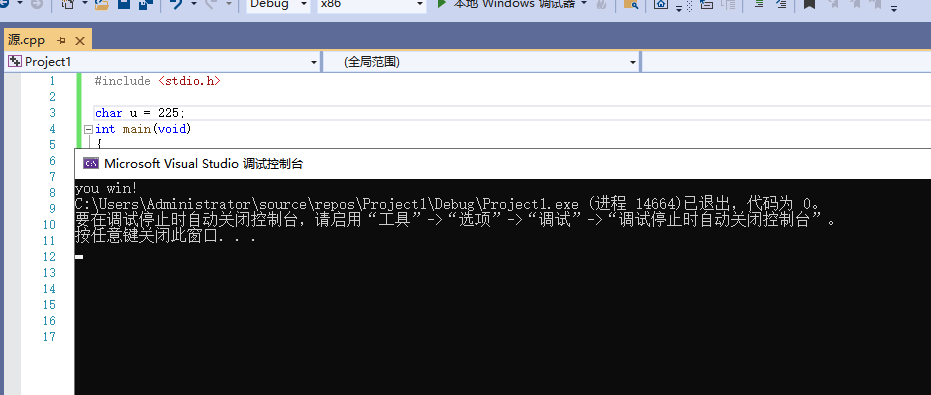 Debug
x86
本地 Windows 调试器
源.cpp
Project1
(全局范围)
1 #include <stdio.h>
2
3 char u = 225;
4 int main(void)
5 {
6
Microsoft Visual Studio 调试控制台
7
8 you win!
9 C:\Users\Administrator\source\repos\Project1\Debug\Project1.exe (进程 14664)已退出，代码为 0。
10 要在调试停止时自动关闭控制台，请启用“工具”->“选项”->“调试”->“调试停止时自动关闭控制台”。
11 按任意键关闭此窗口. . .
12
13
14
15
16
17